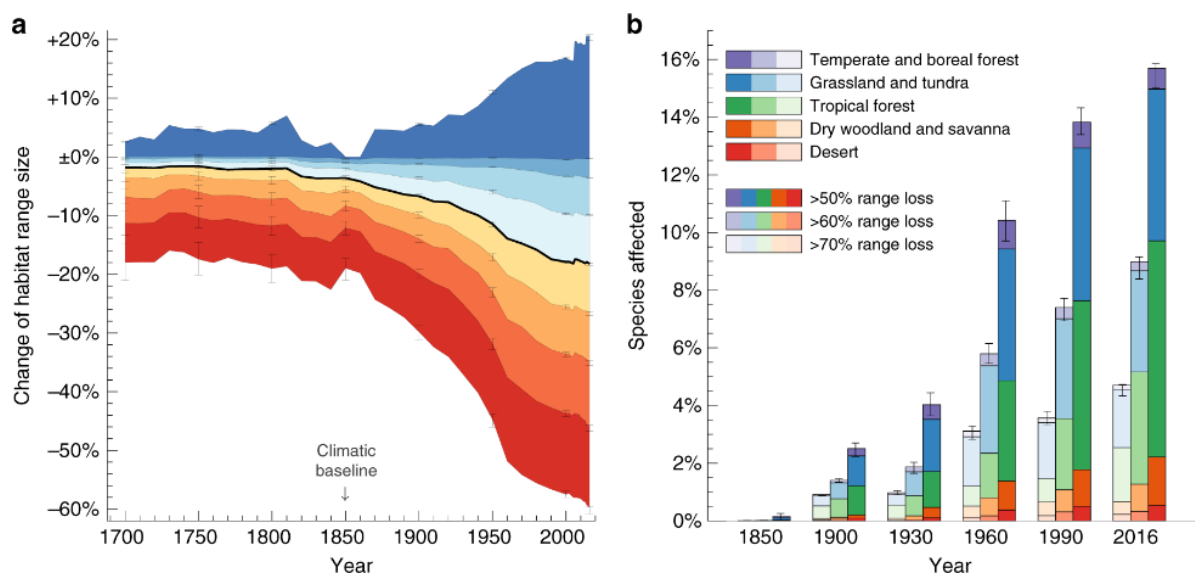 a
+20%
+10%
±0%
−10%
−20%
−30%
−40%
−50%
−60%
Change of habitat range size
Climatic
baseline
1700
1750
1800
1850
1900
1950
2000
Year
b
16%
14%
12%
10%
8%
6%
4%
2%
0%
Species affected
Temperate and boreal forest
Grassland and tundra
Tropical forest
Dry woodland and savanna
Desert
>50% range loss
>60% range loss
>70% range loss
1850
1900
1930
1960
1990
2016
Year